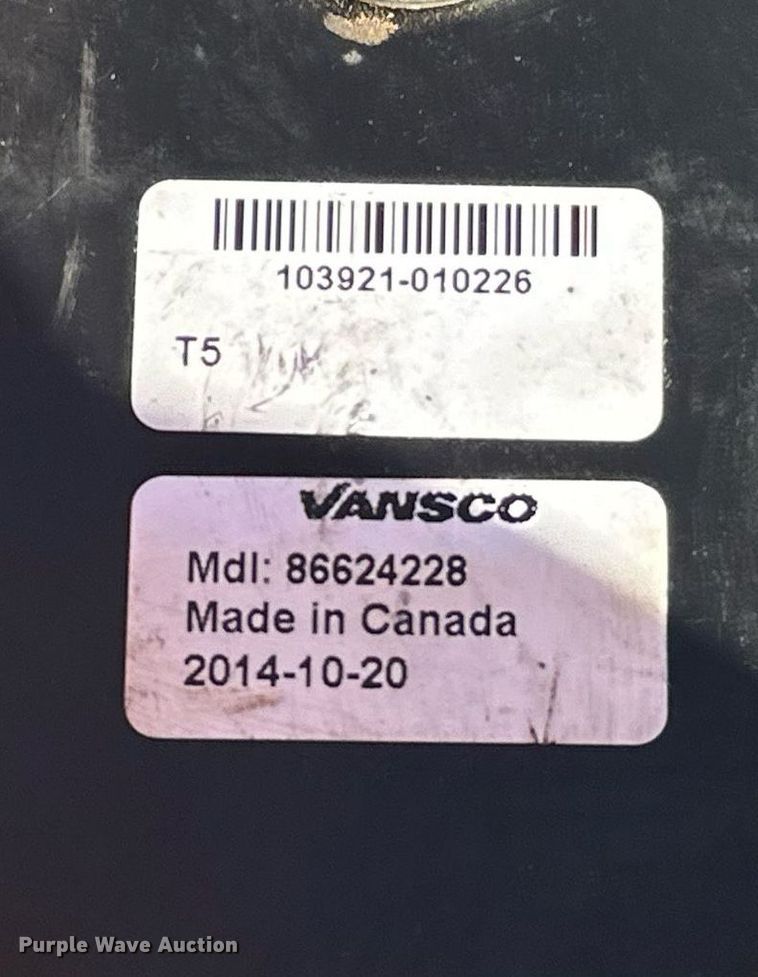 103921-010226
T5
VANSCO
Mdl: 86624228
Made in Canada
2014-10-20
Purple Wave Auction